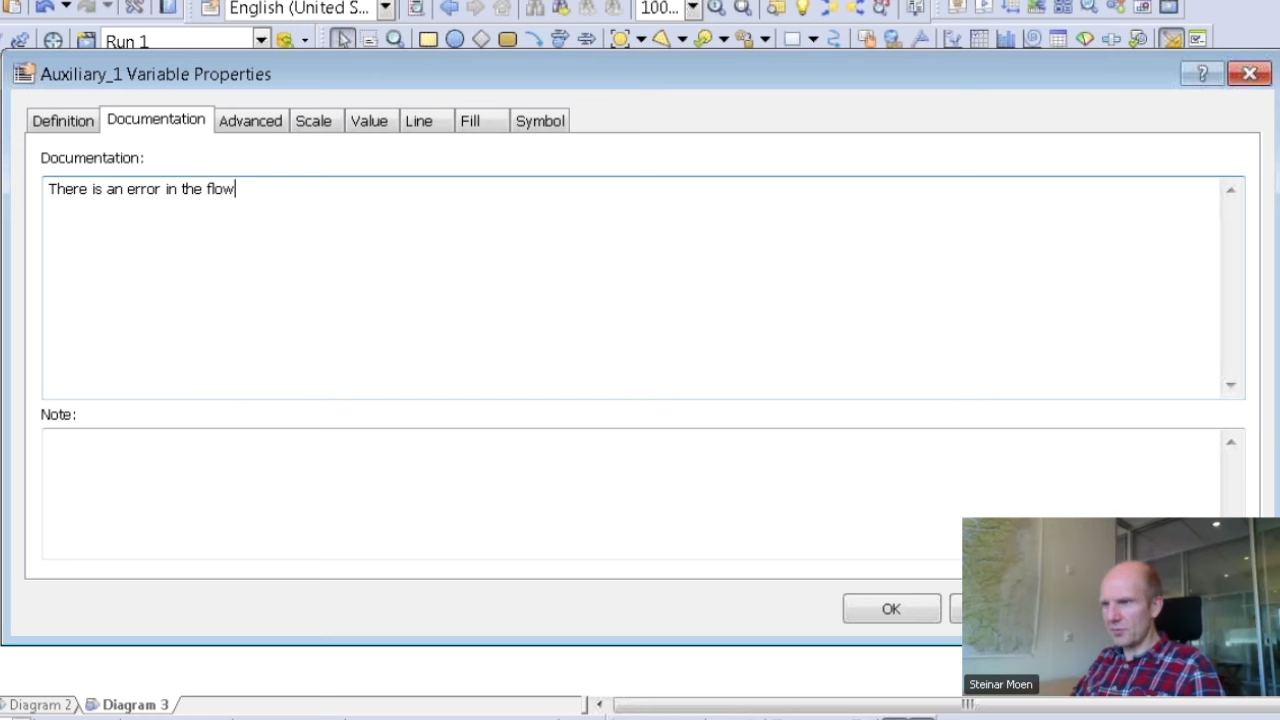 English (United S...
100...
Run 1
Auxiliary_1 Variable Properties
?
Definition
Documentation
Advanced
Scale
Value
Line
Fill
Symbol
Documentation:
There is an error in the flow
Note:
OK
Steinar Moen
Diagram 2
Diagram 3